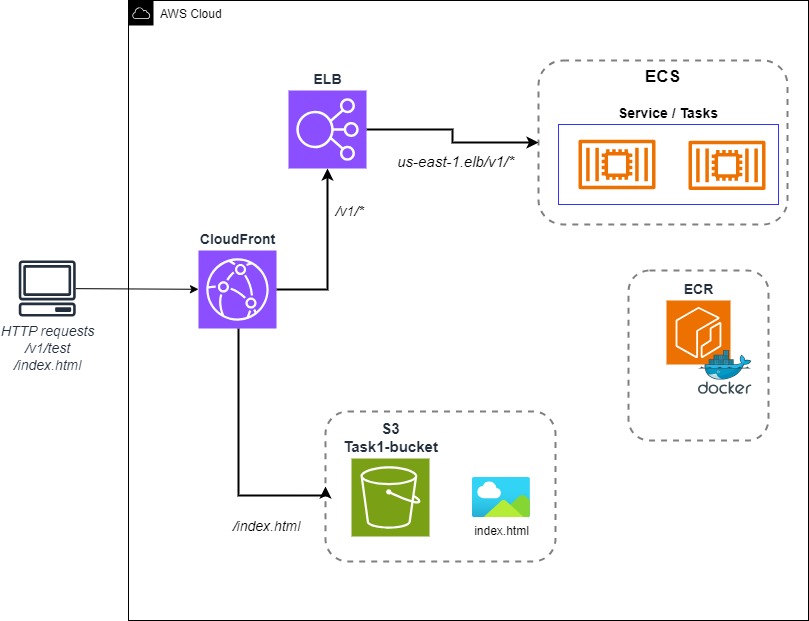 AWS Cloud
ELB
ECS
Service / Tasks
us-east-1.elb/v1/*
/v1/*
CloudFront
HTTP requests
/v1/test
/index.html
ECR
docker
S3
Task1-bucket
/index.html
index.html